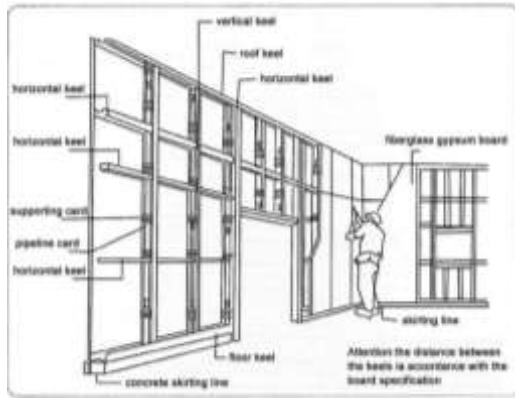 vertical keel
roof keel
horizontal keel
horizontal keel
fiberglass gypsum board
horizontal keel
supporting card
pipeline card
horizontal keel
skirting line
floor keel
Attention the distance between
the keels is accordance with the
board specification
concrete skirting line